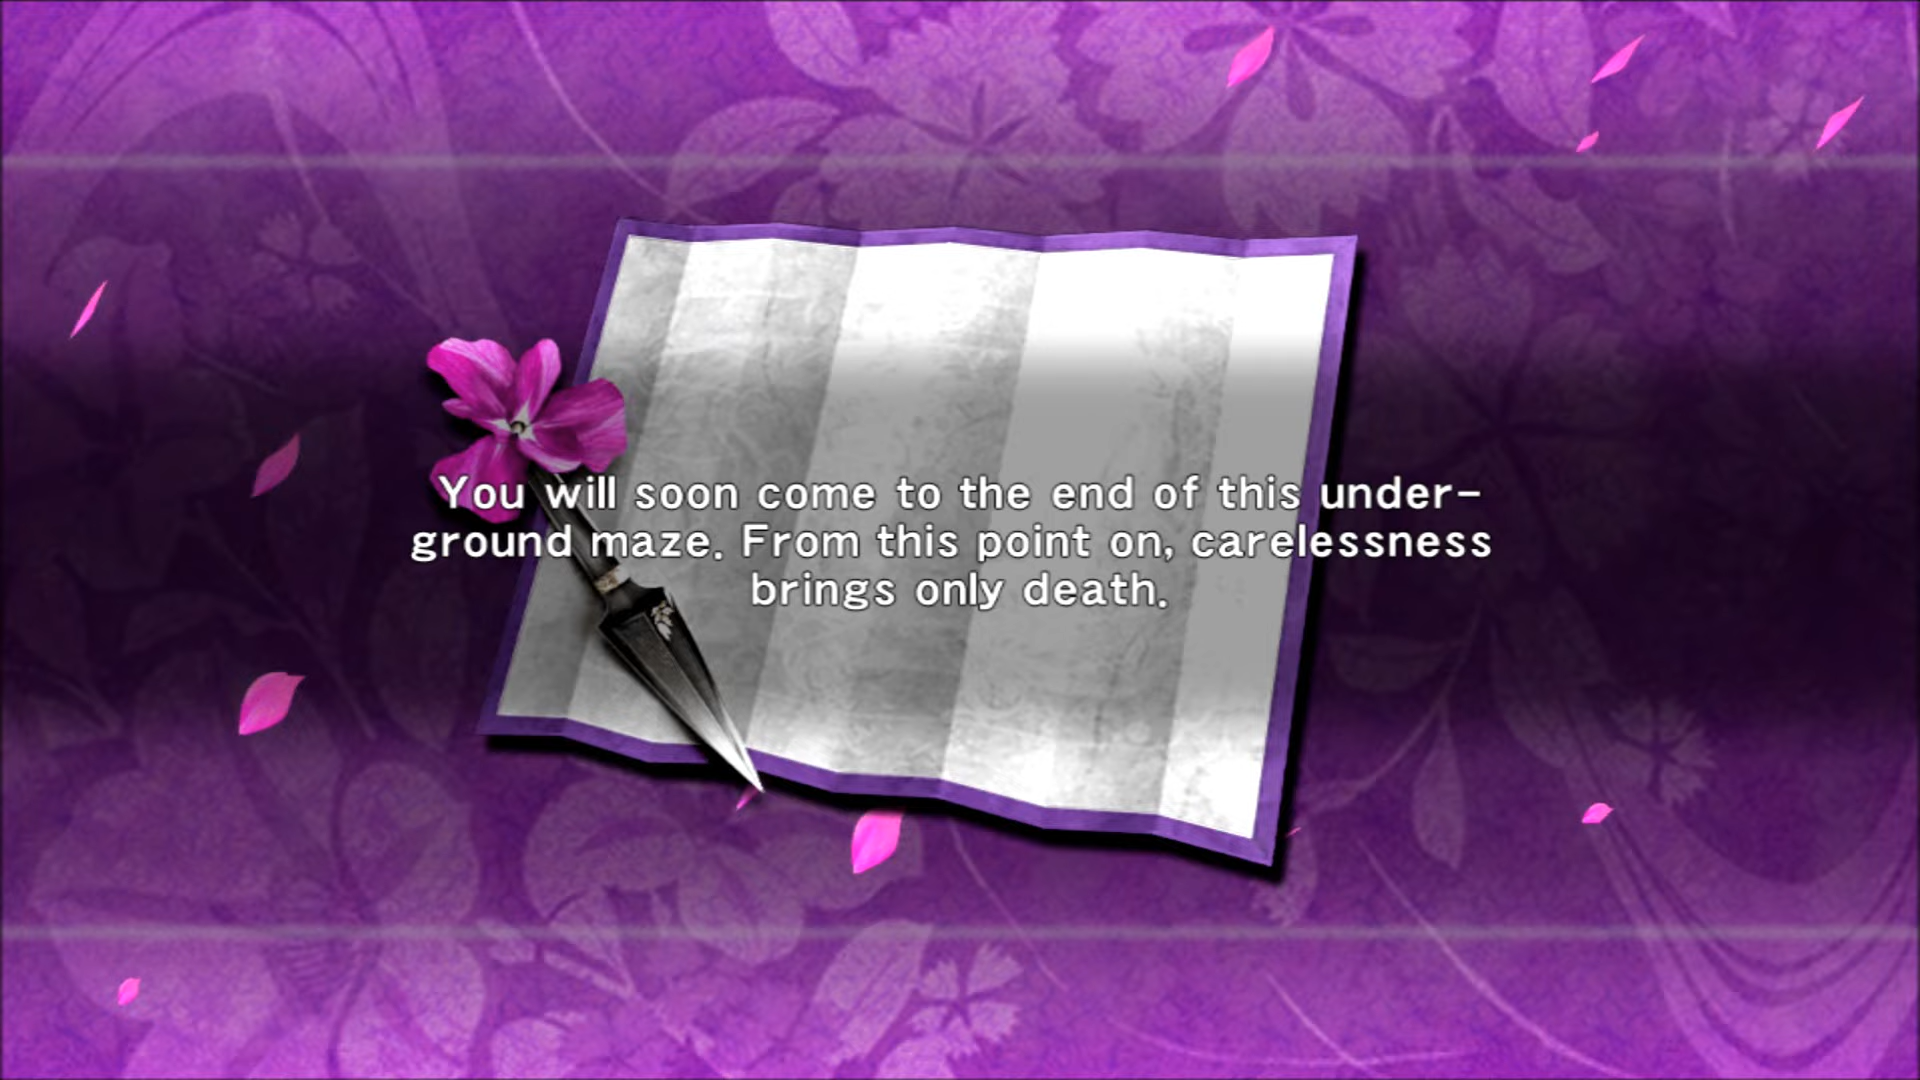 You will soon come to the end of this under-
ground maze. From this point on, carelessness
brings only death.